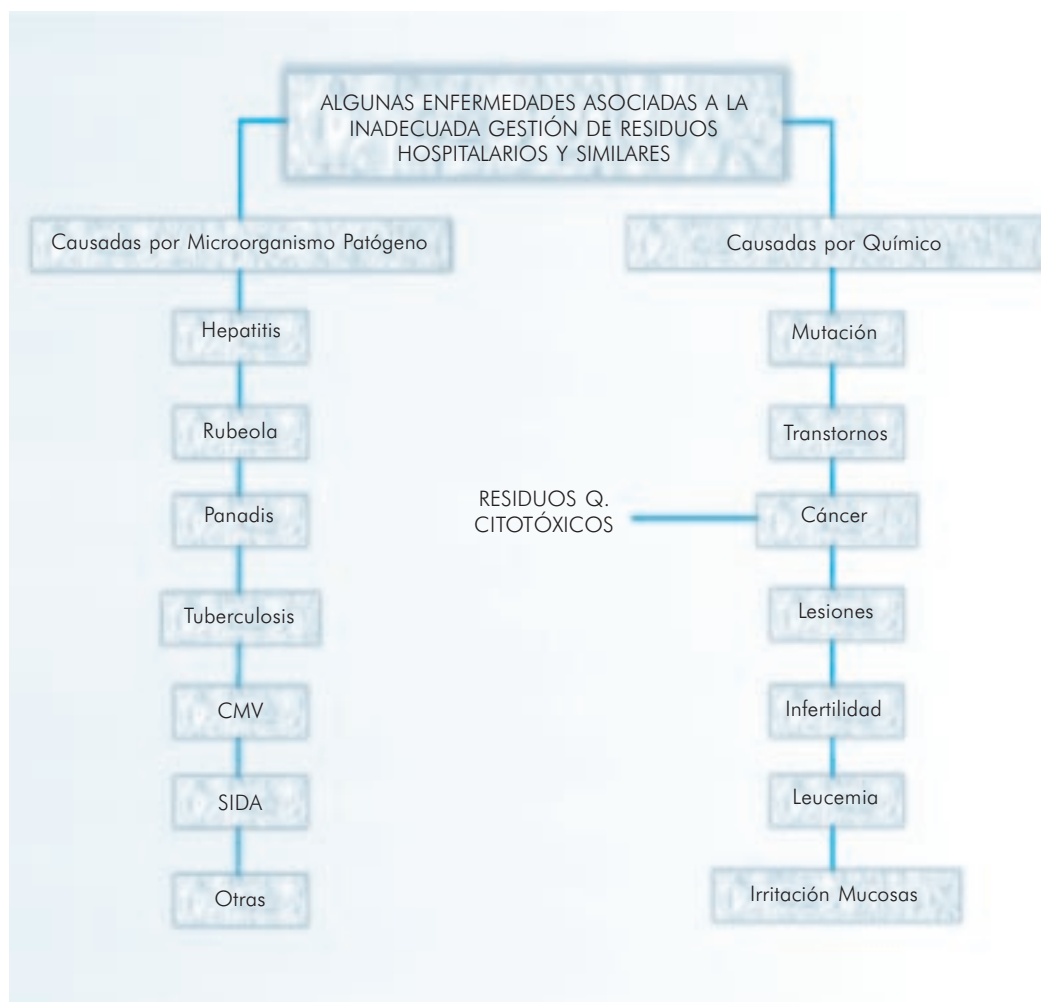 ALGUNAS ENFERMEDADES ASOCIADAS A LA
INADECUADA GESTIÓN DE RESIDUOS
HOSPITALARIOS Y SIMILARES
Causadas por Microorganismo Patógeno
Hepatitis
Rubeola
Panadis
Tuberculosis
CMV
SIDA
Otras
Causadas por Químico
Mutación
Transtornos
RESIDUOS Q.
CITOTÓXICOS
Cáncer
Lesiones
Infertilidad
Leucemia
Irritación Mucosas